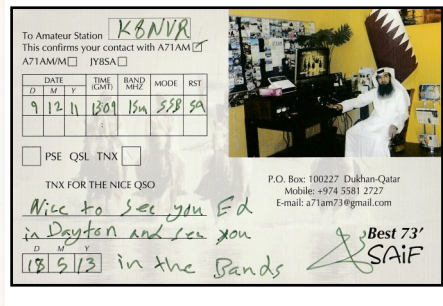 To Amateur Station K8NVR
This confirms your contact with A71AM ☑
A71AM/M ☐ JY8SA ☐
DATE TIME (GMT) BAND MHZ MODE RST
D M Y
9 12 11 13:09 15m SSB 59
☐ PSE QSL TNX ☐
TNX FOR THE NICE QSO
Nice to See you Ed
in Dayton and see you
D M Y
18 5 13 in the Bands
P.O. Box: 100227 Dukhan-Qatar
Mobile: +974 5581 2727
E-mail: a71am73@gmail.com
Best 73'
SAiF